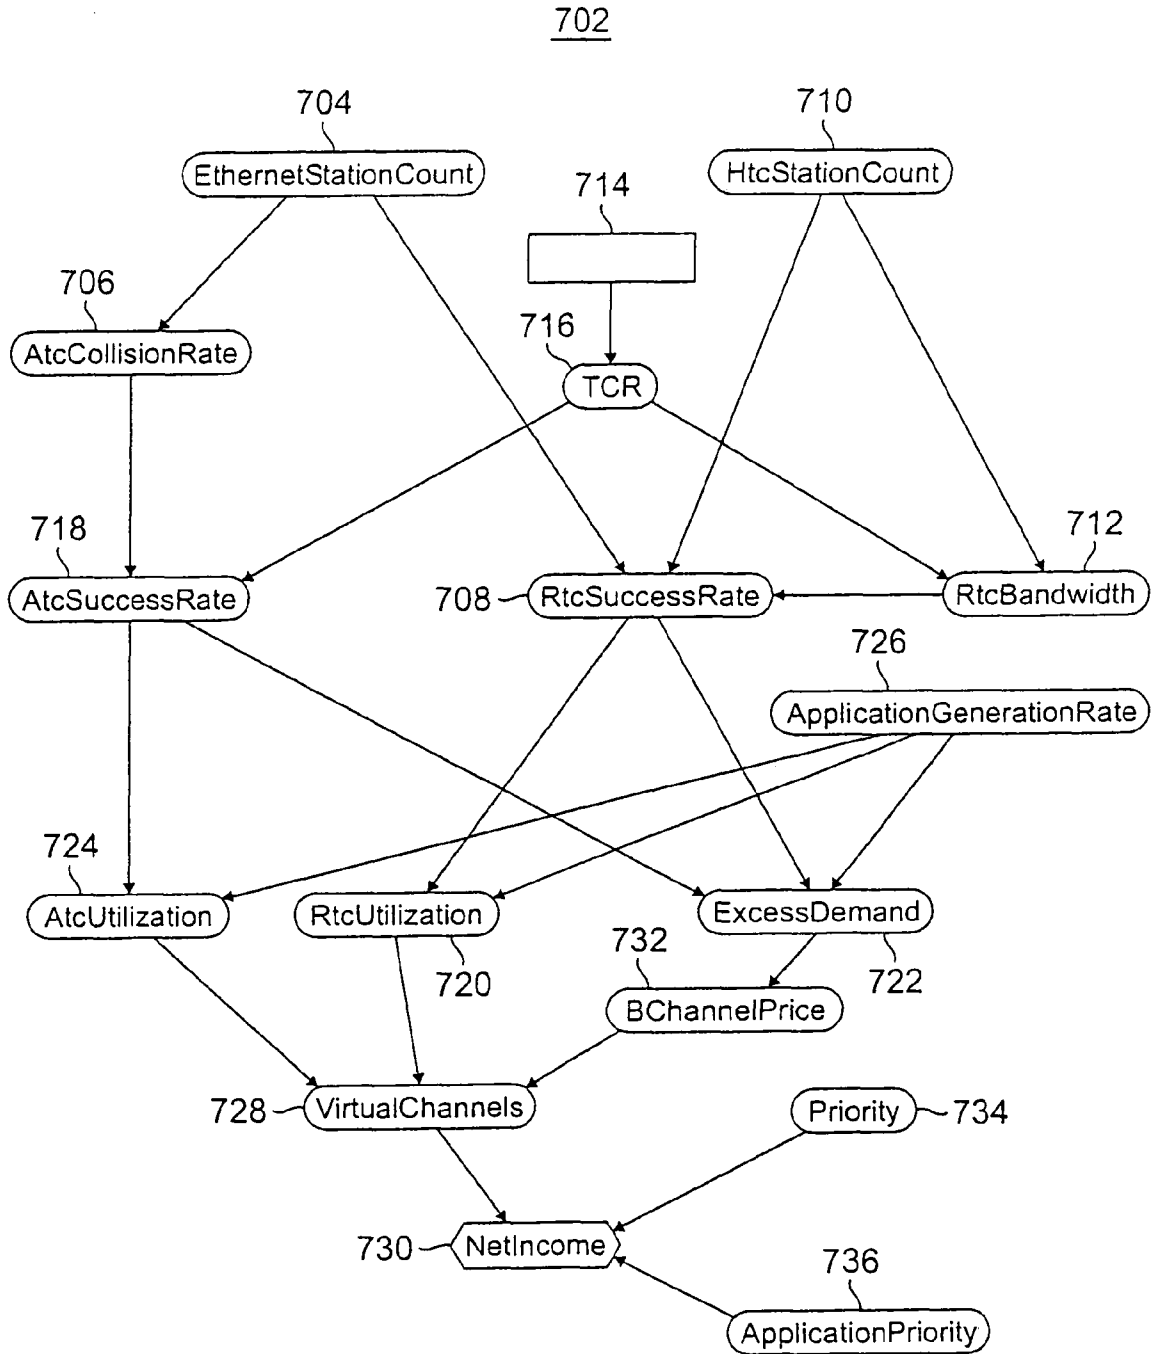 702
704
710
EthernetStationCount
HtcStationCount
714
706
716
AtcCollisionRate
TCR
718
712
AtcSuccessRate
708
RtcSuccessRate
RtcBandwidth
726
ApplicationGenerationRate
724
AtcUtilization
RtcUtilization
ExcessDemand
732
720
722
BChannelPrice
728
VirtualChannels
Priority
734
730
NetIncome
736
ApplicationPriority